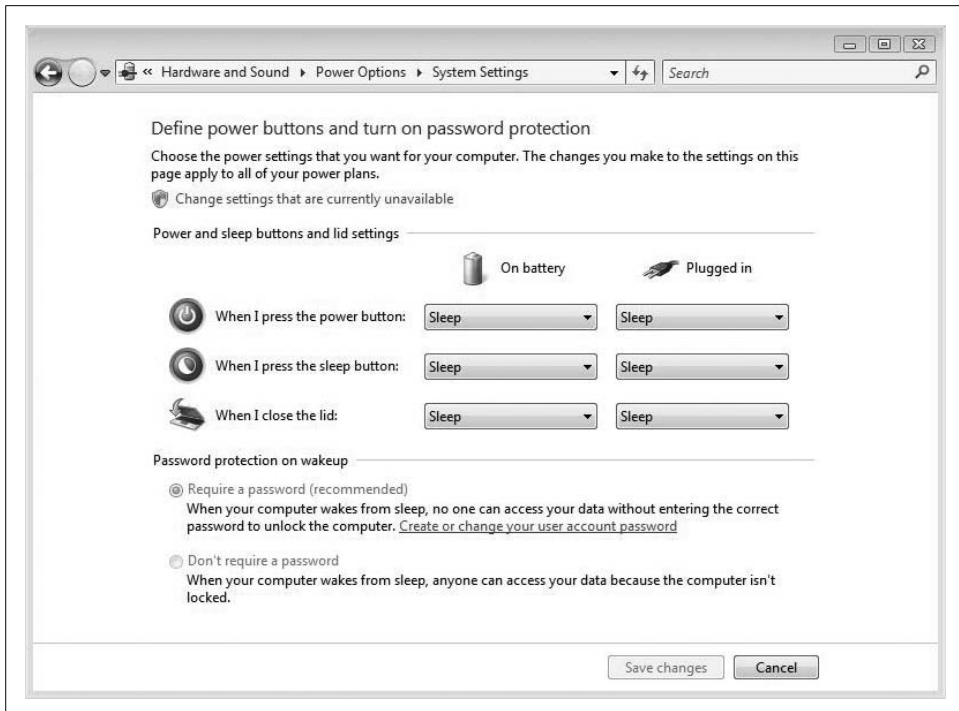 « Hardware and Sound ▸ Power Options ▸ System Settings
Search
Define power buttons and turn on password protection
Choose the power settings that you want for your computer. The changes you make to the settings on this
page apply to all of your power plans.
Change settings that are currently unavailable
Power and sleep buttons and lid settings
On battery Plugged in
When I press the power button: Sleep Sleep
When I press the sleep button: Sleep Sleep
When I close the lid: Sleep Sleep
Password protection on wakeup
Require a password (recommended)
When your computer wakes from sleep, no one can access your data without entering the correct
password to unlock the computer. Create or change your user account password
Don't require a password
When your computer wakes from sleep, anyone can access your data because the computer isn't
locked.
Save changes Cancel